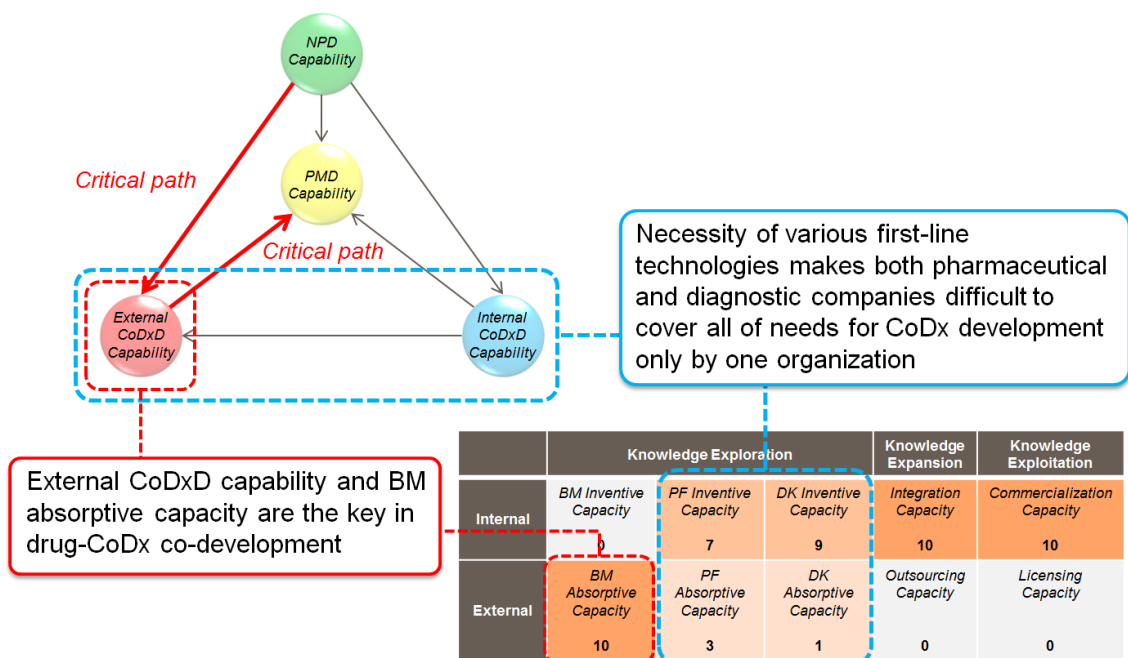 NPD
Capability
Critical path
PMD
Capability
Critical path
External
CoDxD
Capability
Internal
CoDxD
Capability
Necessity of various first-line
technologies makes both pharmaceutical
and diagnostic companies difficult to
cover all of needs for CoDx development
only by one organization
External CoDxD capability and BM
absorptive capacity are the key in
drug-CoDx co-development
Knowledge Exploration
Knowledge
Expansion
Knowledge
Exploitation
Internal
BM Inventive
Capacity
0
PF Inventive
Capacity
7
DK Inventive
Capacity
9
Integration
Capacity
10
Commercialization
Capacity
10
External
BM
Absorptive
Capacity
10
PF
Absorptive
Capacity
3
DK
Absorptive
Capacity
1
Outsourcing
Capacity
0
Licensing
Capacity
0